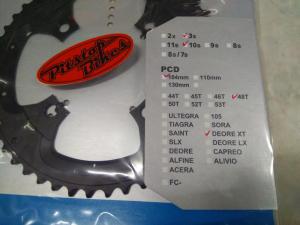 Pitstop
Bikes
2s 3s
11s 10s 9s 8s
8s/7s
PCD
104mm 110mm
130mm
44T 45T 46T 48T
50T 52T 53T
ULTEGRA 105
TIAGRA SORA
SAINT DEORE XT
SLX DEORE LX
DEORE CAPREO
ALFINE ALIVIO
ACERA
FC-